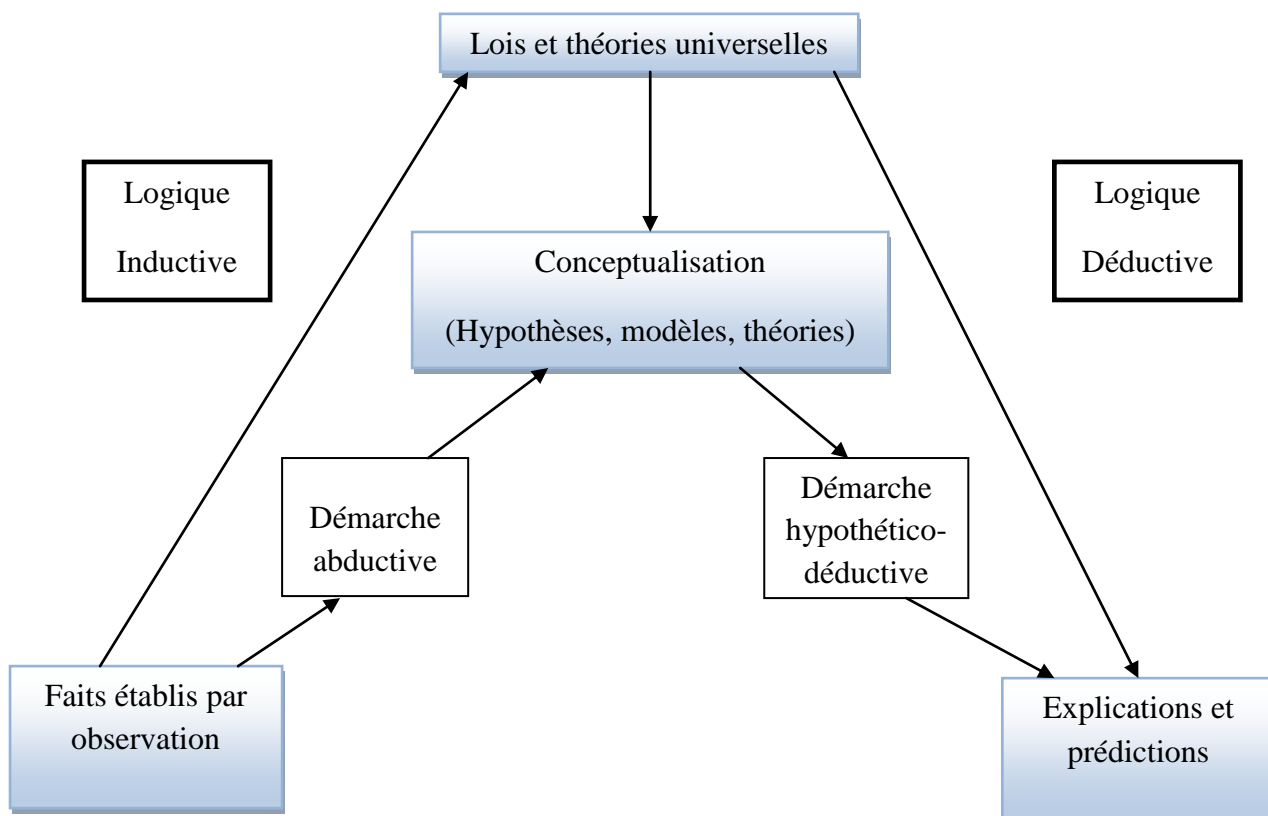 Lois et théories universelles
Logique
Inductive
Logique
Déductive
Conceptualisation
(Hypothèses, modèles, théories)
Démarche
abductive
Démarche
hypothético-
déductive
Faits établis par
observation
Explications et
prédictions